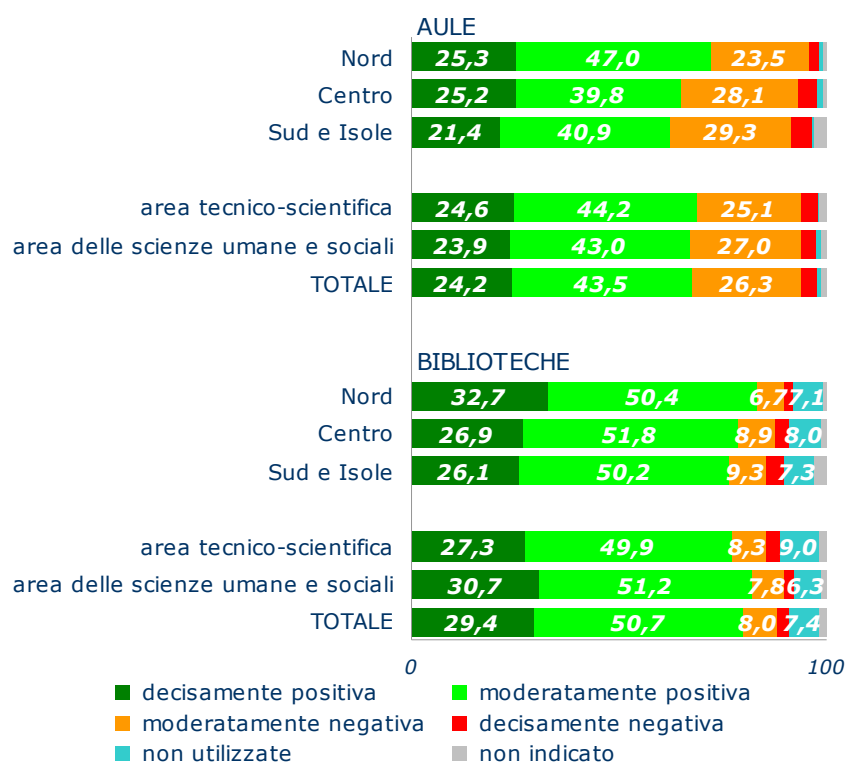 AULE
Nord 25,3 47,0 23,5
Centro 25,2 39,8 28,1
Sud e Isole 21,4 40,9 29,3
area tecnico-scientifica 24,6 44,2 25,1
area delle scienze umane e sociali 23,9 43,0 27,0
TOTALE 24,2 43,5 26,3
BIBLIOTECHE
Nord 32,7 50,4 6,7 7,1
Centro 26,9 51,8 8,9 8,0
Sud e Isole 26,1 50,2 9,3 7,3
area tecnico-scientifica 27,3 49,9 8,3 9,0
area delle scienze umane e sociali 30,7 51,2 7,8 6,3
TOTALE 29,4 50,7 8,0 7,4
0 100
decisamente positiva moderatamente positiva
moderatamente negativa decisamente negativa
non utilizzate non indicato